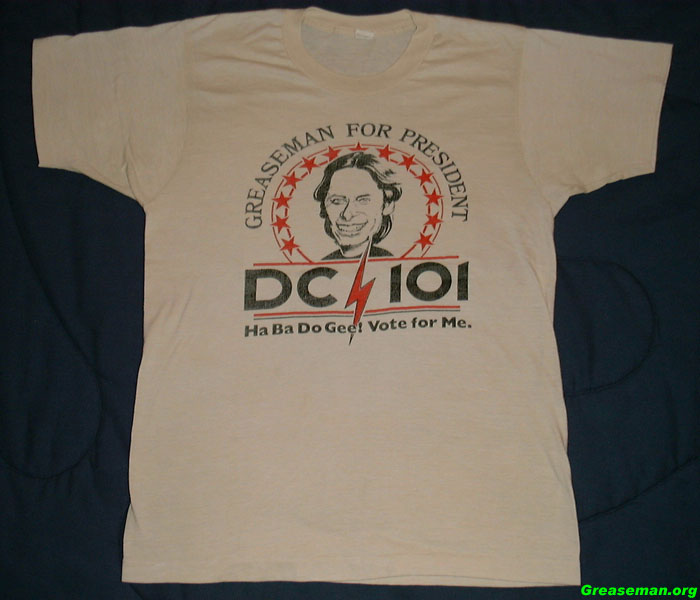 GREASEMAN FOR PRESIDENT
DC 101
Ha Ba Do Gee! Vote for Me.
Greaseman.org